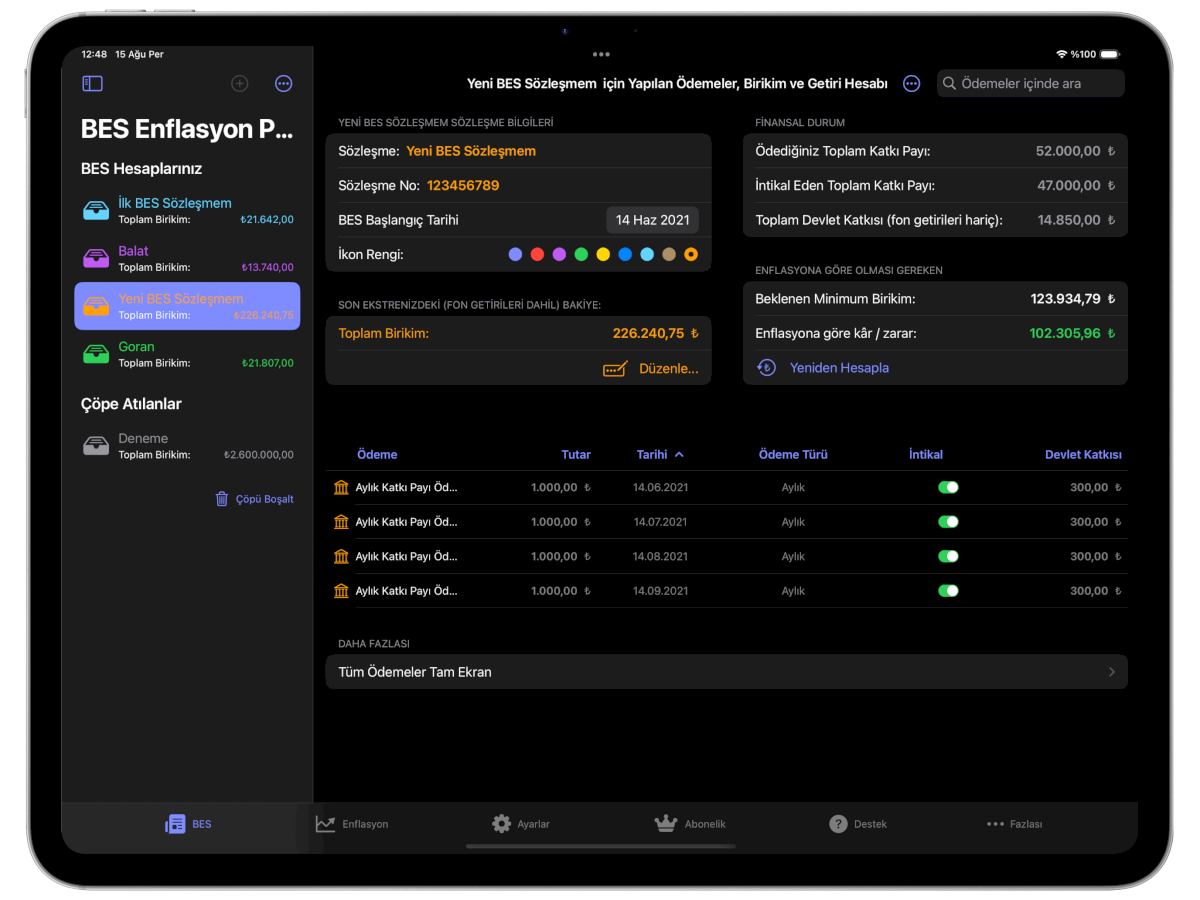 12:48 15 Ağu Per
%100
BES Enflasyon P...
BES Hesaplarınız
İlk BES Sözleşmem
Toplam Birikim: ₺21.642,00
Balat
Toplam Birikim: ₺13.740,00
Yeni BES Sözleşmem
Toplam Birikim: ₺226.240,75
Goran
Toplam Birikim: ₺21.807,00
Çöpe Atılanlar
Deneme
Toplam Birikim: ₺2.600.000,00
Çöpü Boşalt
Yeni BES Sözleşmem için Yapılan Ödemeler, Birikim ve Getiri Hesabı
Ödemeler içinde ara
YENİ BES SÖZLEŞMEM SÖZLEŞME BİLGİLERİ
Sözleşme: Yeni BES Sözleşmem
Sözleşme No: 123456789
BES Başlangıç Tarihi 14 Haz 2021
İkon Rengi:
SON EKSTRENİZDEKİ (FON GETİRİLERİ DAHİL) BAKİYE:
Toplam Birikim: 226.240,75 ₺
Düzenle...
FİNANSAL DURUM
Ödediğiniz Toplam Katkı Payı: 52.000,00 ₺
İntikal Eden Toplam Katkı Payı: 47.000,00 ₺
Toplam Devlet Katkısı (fon getirileri hariç): 14.850,00 ₺
ENFLASYONA GÖRE OLMASI GEREKEN
Beklenen Minimum Birikim: 123.934,79 ₺
Enflasyona göre kâr / zarar: 102.305,96 ₺
Yeniden Hesapla
Ödeme Tutar Tarihi Ödeme Türü İntikal Devlet Katkısı
Aylık Katkı Payı Öd... 1.000,00 ₺ 14.06.2021 Aylık 300,00 ₺
Aylık Katkı Payı Öd... 1.000,00 ₺ 14.07.2021 Aylık 300,00 ₺
Aylık Katkı Payı Öd... 1.000,00 ₺ 14.08.2021 Aylık 300,00 ₺
Aylık Katkı Payı Öd... 1.000,00 ₺ 14.09.2021 Aylık 300,00 ₺
DAHA FAZLASI
Tüm Ödemeler Tam Ekran
BES Enflasyon Ayarlar Abonelik Destek Fazlası